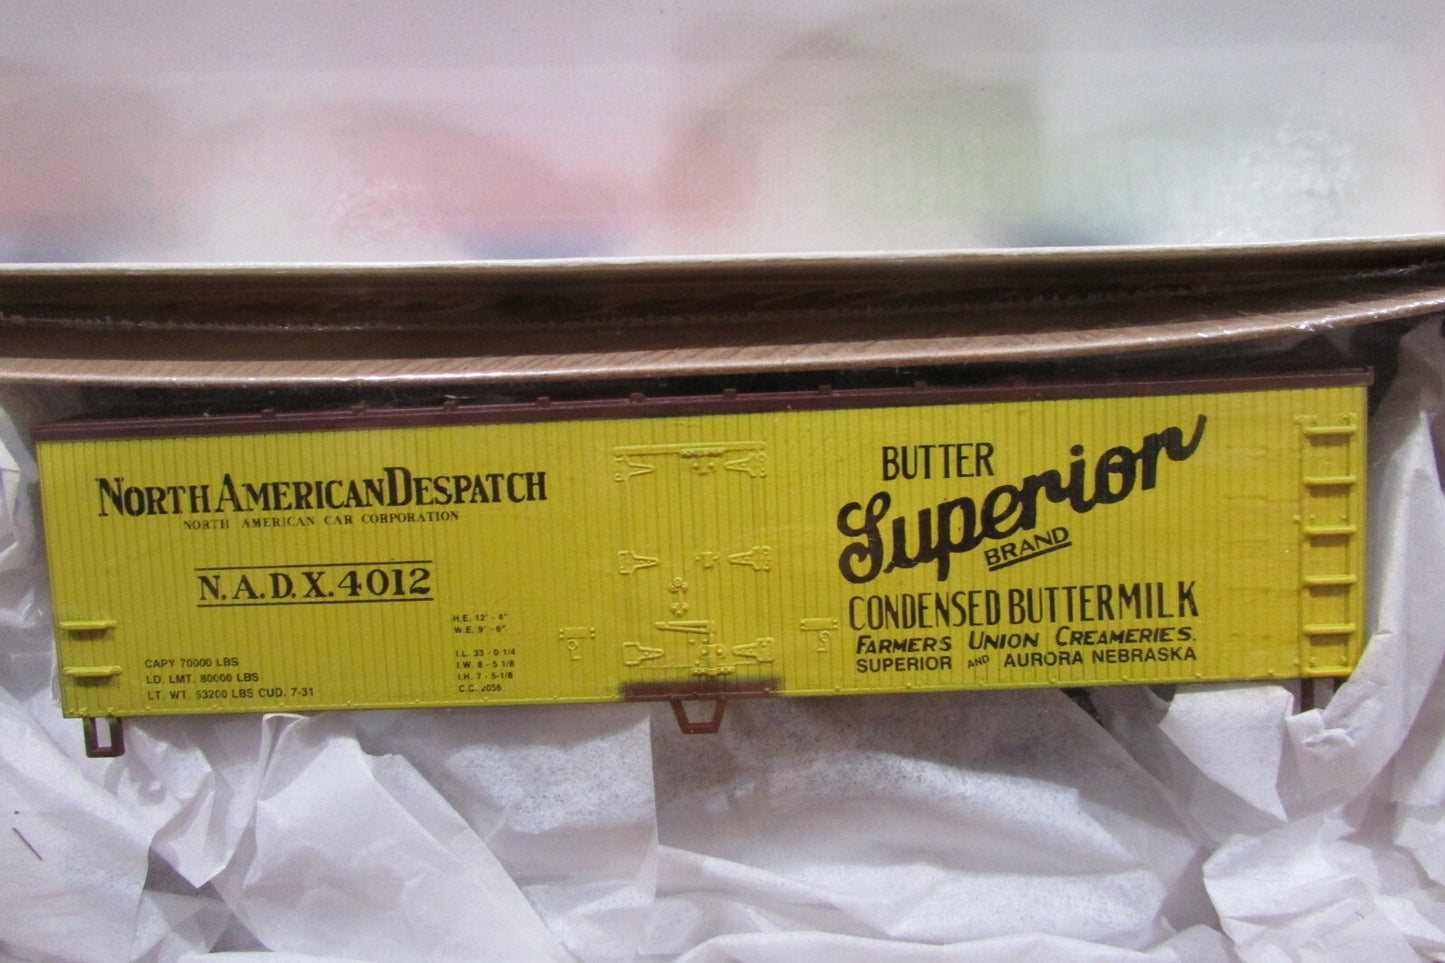 NORTH AMERICAN DESPATCH
NORTH AMERICAN CAR CORPORATION
N.A.D.X. 4012
H.E. 12' - 4"
W.E. 9' - 6"
I.L. 33 - 0 1/4
I.W. 8 - 5 1/8
I.H. 7 - 5-1/8
C.C. 2056
CAPY 70000 LBS
LD. LMT. 80000 LBS
LT. WT. 53200 LBS CUD. 7-31
BUTTER
Superior
BRAND
CONDENSED BUTTERMILK
FARMERS UNION CREAMERIES.
SUPERIOR AND AURORA NEBRASKA